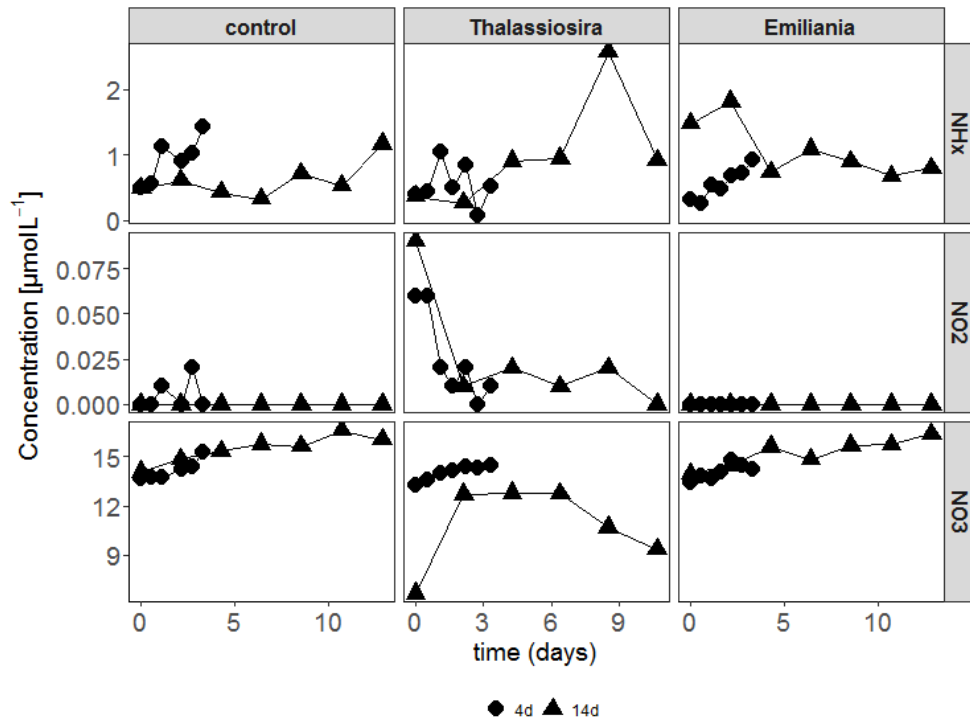 control Thalassiosira Emiliania
2
1
0
NHx
0.075
0.050
0.025
0.000
NO2
15
12
9
NO3
Concentration [µmolL⁻¹]
0 5 10 0 3 6 9 0 5 10
time (days)
4d 14d